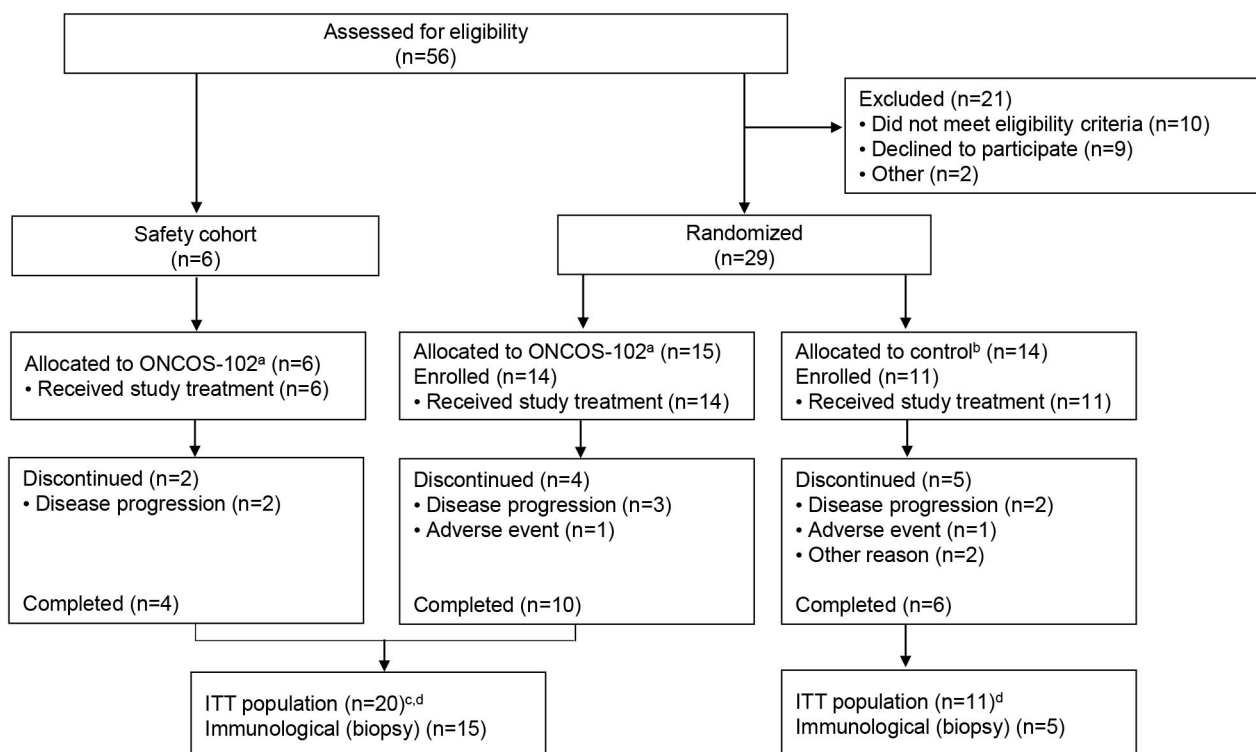 Assessed for eligibility
(n=56)
Excluded (n=21)
• Did not meet eligibility criteria (n=10)
• Declined to participate (n=9)
• Other (n=2)
Safety cohort
(n=6)
Randomized
(n=29)
Allocated to ONCOS-102ᵃ (n=6)
• Received study treatment (n=6)
Allocated to ONCOS-102ᵃ (n=15)
Enrolled (n=14)
• Received study treatment (n=14)
Allocated to controlᵇ (n=14)
Enrolled (n=11)
• Received study treatment (n=11)
Discontinued (n=2)
• Disease progression (n=2)
Completed (n=4)
Discontinued (n=4)
• Disease progression (n=3)
• Adverse event (n=1)
Completed (n=10)
Discontinued (n=5)
• Disease progression (n=2)
• Adverse event (n=1)
• Other reason (n=2)
Completed (n=6)
ITT population (n=20)ᶜ,ᵈ
Immunological (biopsy) (n=15)
ITT population (n=11)ᵈ
Immunological (biopsy) (n=5)